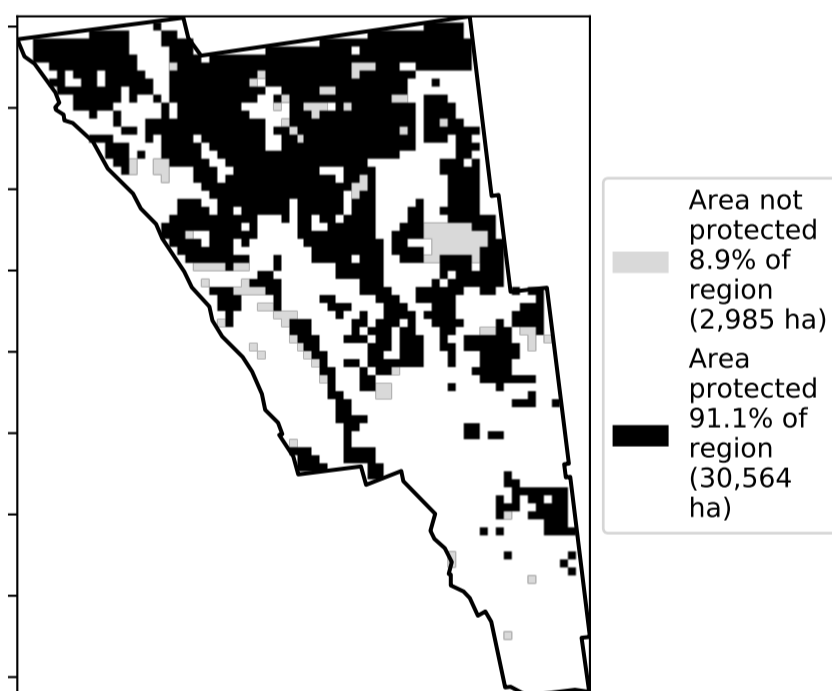 Area not
protected
8.9% of
region
(2,985 ha)
Area
protected
91.1% of
region
(30,564
ha)